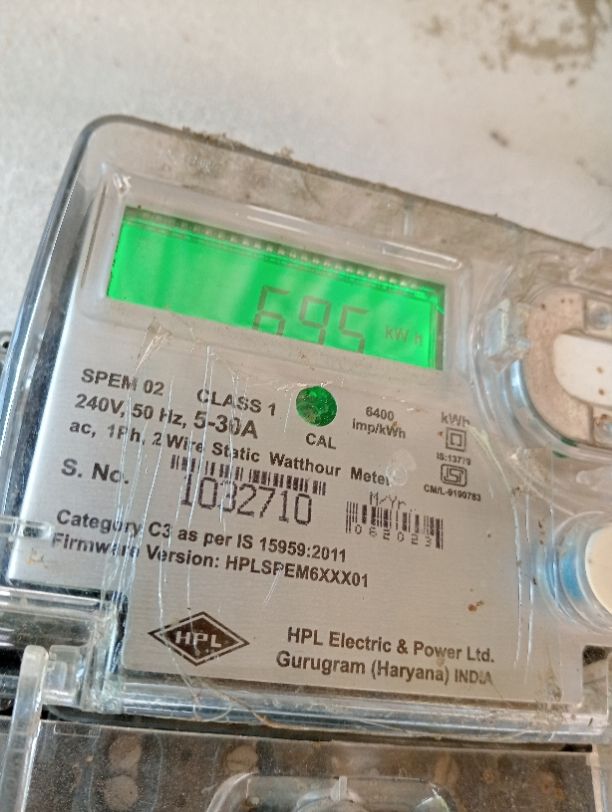 695 kWh
SPEM 02 CLASS 1 6400 imp/kWh kWh
240V, 50 Hz, 5-30A CAL
IS:13779
ac, 1Ph, 2 Wire Static Watthour Meter
CM/L-9190783
S. No. 1032710 M/Yr.
062023
Category C3 as per IS 15959:2011
Firmware Version: HPLSPEM6XXX01
HPL
HPL Electric & Power Ltd.
Gurugram (Haryana) INDIA